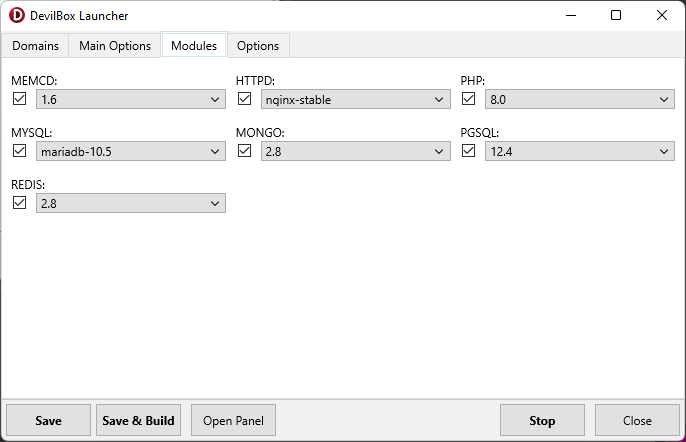 DevilBox Launcher
Domains Main Options Modules Options
MEMCD: HTTPD: PHP:
1.6 nginx-stable 8.0
MYSQL: MONGO: PGSQL:
mariadb-10.5 2.8 12.4
REDIS:
2.8
Save Save & Build Open Panel Stop Close